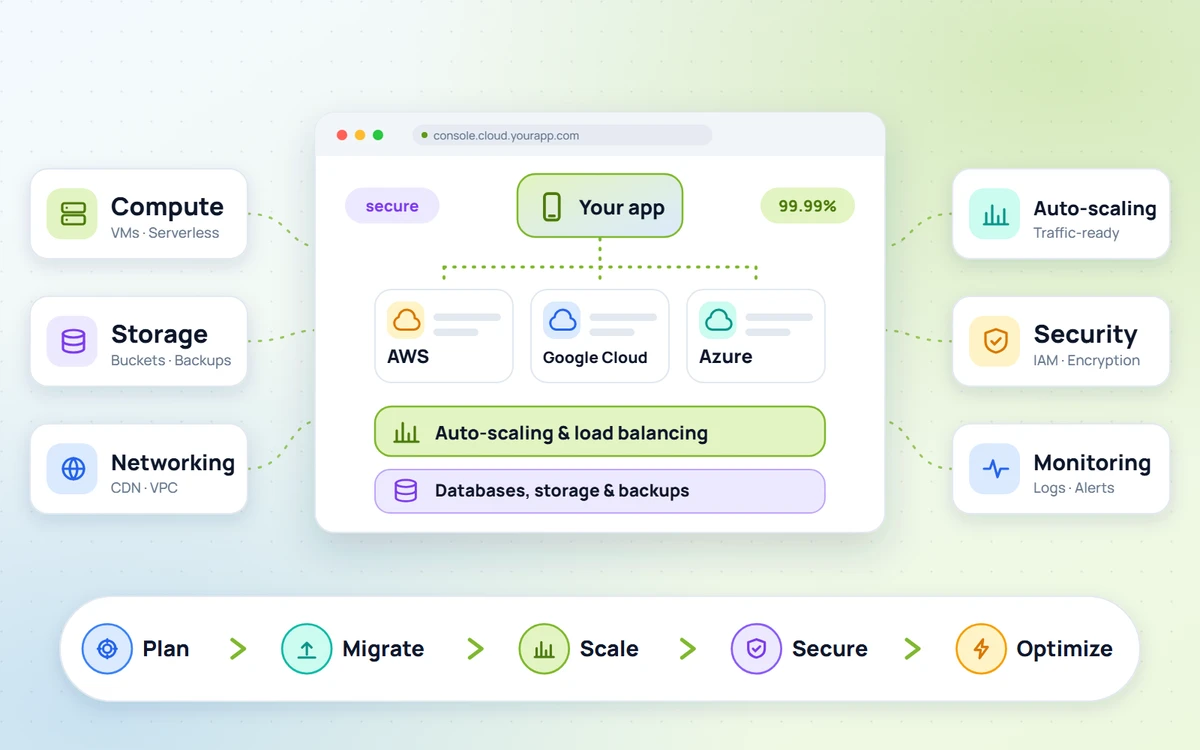 console.cloud.yourapp.com
secure
Your app
99.99%
AWS
Google Cloud
Azure
Auto-scaling & load balancing
Databases, storage & backups
Compute
VMs · Serverless
Storage
Buckets · Backups
Networking
CDN · VPC
Auto-scaling
Traffic-ready
Security
IAM · Encryption
Monitoring
Logs · Alerts
Plan
Migrate
Scale
Secure
Optimize